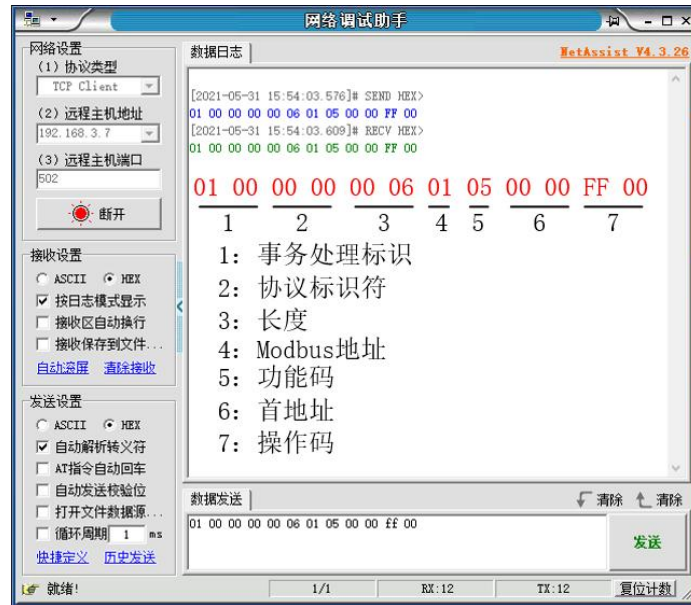 网络调试助手
网络设置
(1) 协议类型
TCP Client
(2) 远程主机地址
192.168.3.7
(3) 远程主机端口
502
断开
接收设置
ASCII HEX
按日志模式显示
接收区自动换行
接收保存到文件...
自动滚屏 清除接收
发送设置
ASCII HEX
自动解析转义符
AT指令自动回车
自动发送校验位
打开文件数据源...
循环周期 1 ms
快捷定义 历史发送
数据日志 NetAssist V4.3.26
[2021-05-31 15:54:03.576]# SEND HEX>
01 00 00 00 00 06 01 05 00 00 FF 00
[2021-05-31 15:54:03.609]# RECV HEX>
01 00 00 00 00 06 01 05 00 00 FF 00
01 00 00 00 00 06 01 05 00 00 FF 00
1 2 3 4 5 6 7
1：事务处理标识
2：协议标识符
3：长度
4：Modbus地址
5：功能码
6：首地址
7：操作码
数据发送 清除 清除
01 00 00 00 00 06 01 05 00 00 ff 00
发送
就绪! 1/1 RX:12 TX:12 复位计数